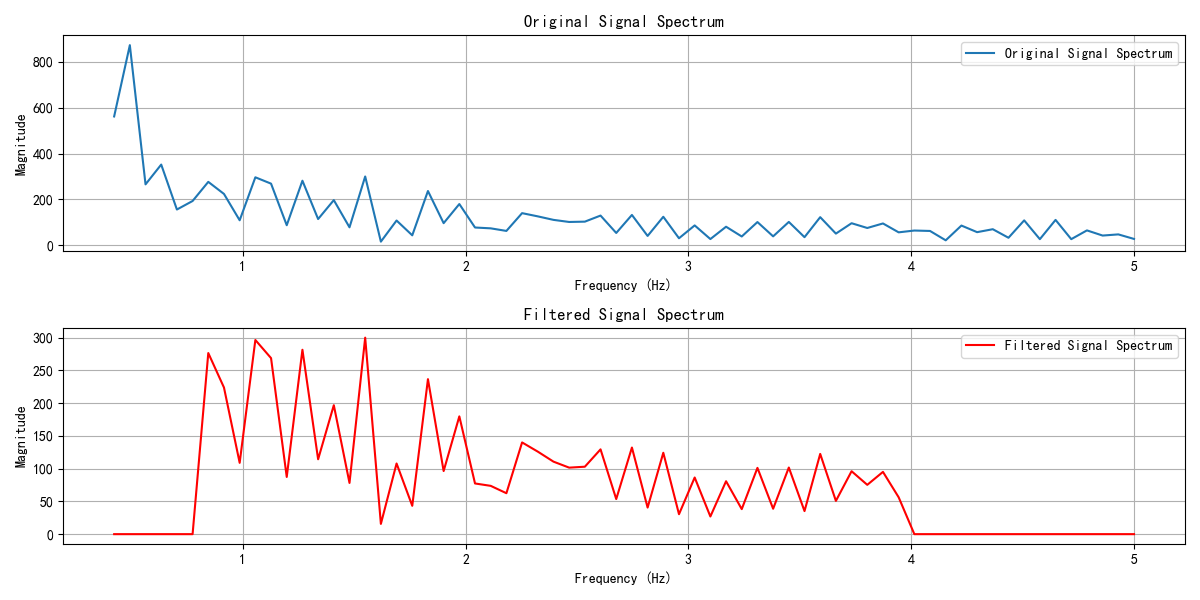 Original Signal Spectrum
Original Signal Spectrum
Magnitude
800
600
400
200
0
1 2 3 4 5
Frequency (Hz)
Filtered Signal Spectrum
Filtered Signal Spectrum
Magnitude
300
250
200
150
100
50
0
1 2 3 4 5
Frequency (Hz)